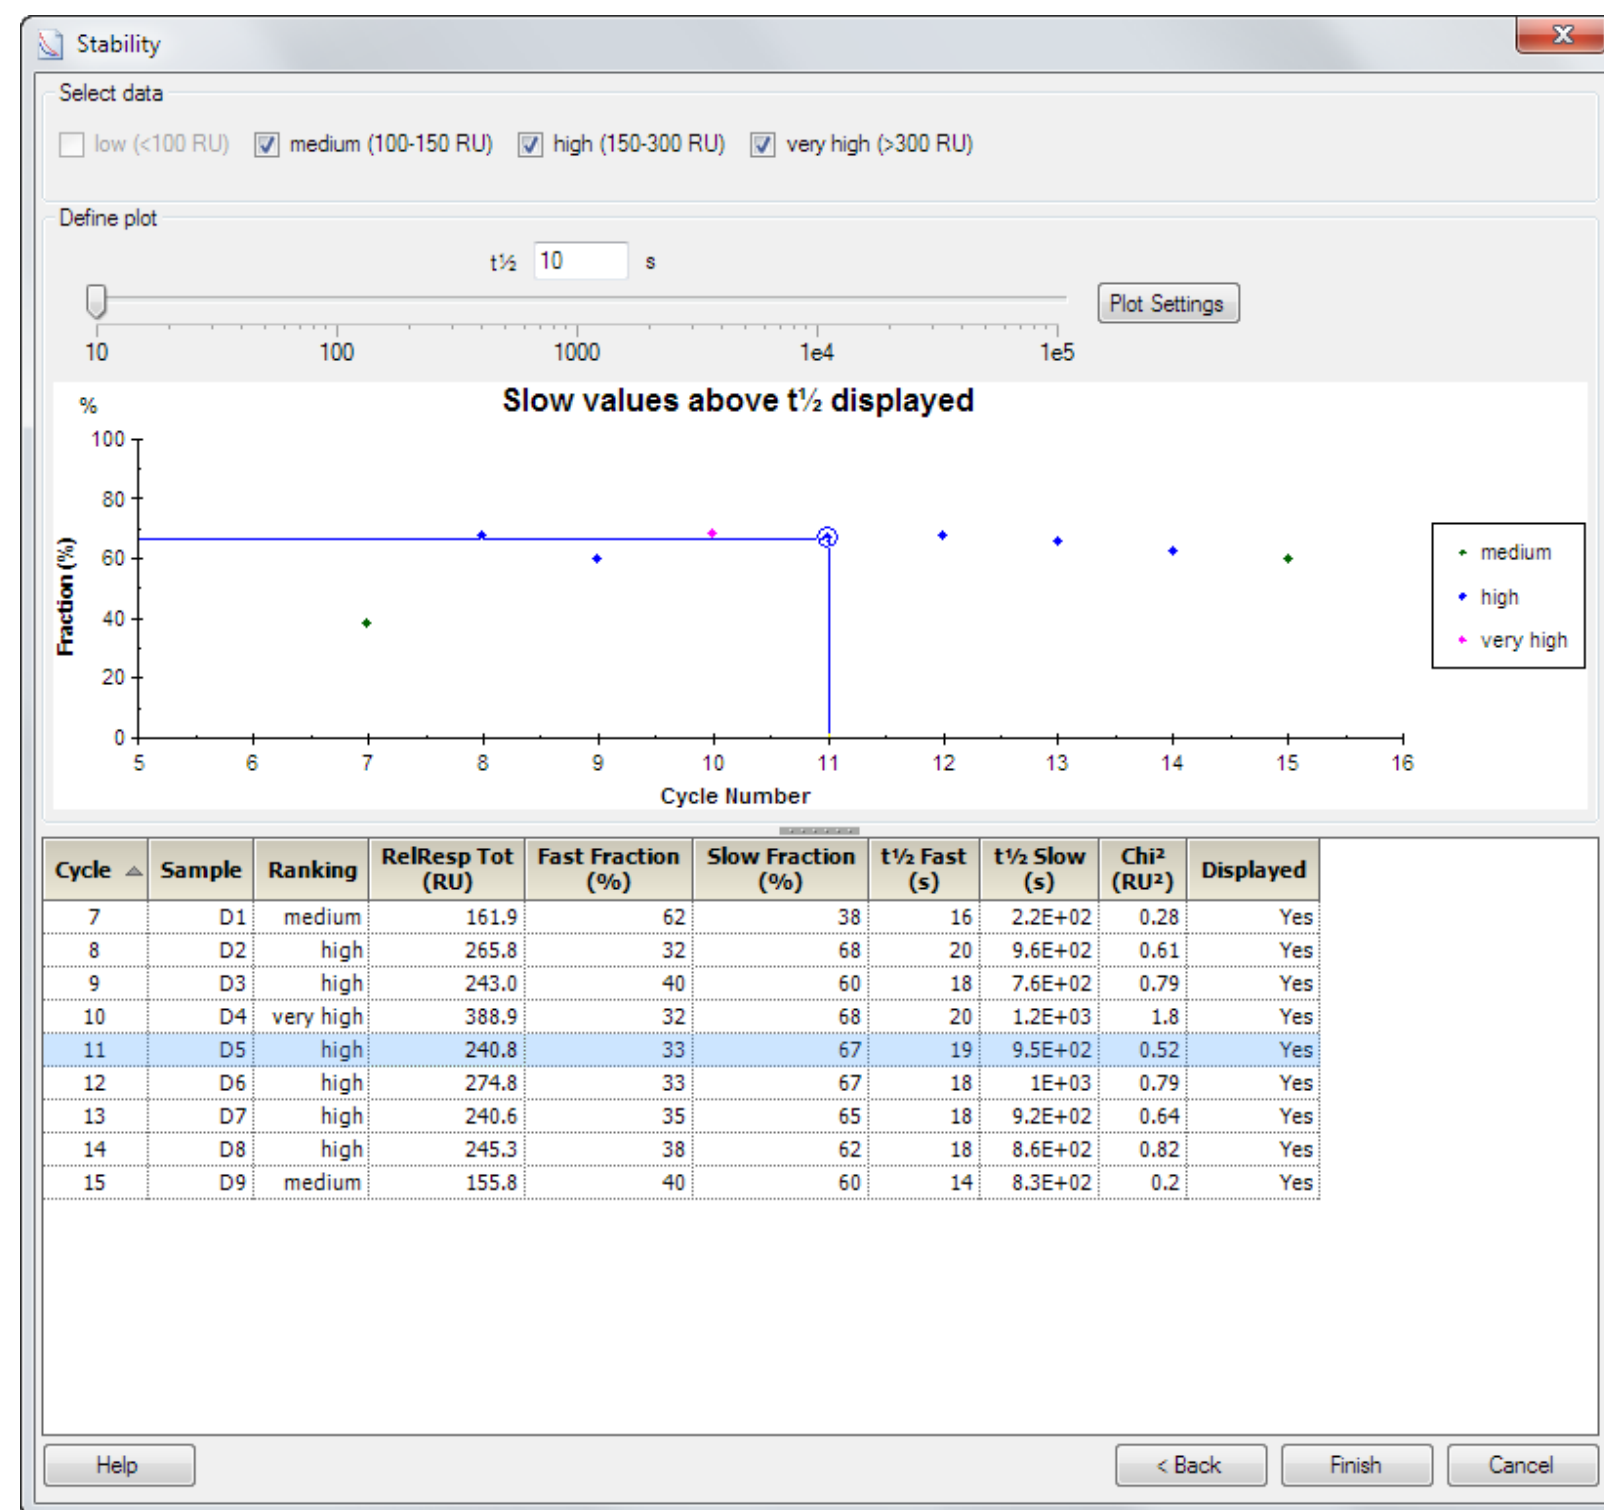 Stability
Select data
low (<100 RU) medium (100-150 RU) high (150-300 RU) very high (>300 RU)
Define plot
t½ 10 s
Plot Settings
10 100 1000 1e4 1e5
Slow values above t½ displayed
%
100
80
60
40
20
0
Fraction (%)
5 6 7 8 9 10 11 12 13 14 15 16
Cycle Number
medium
high
very high
Cycle Sample Ranking RelResp Tot (RU) Fast Fraction (%) Slow Fraction (%) t½ Fast (s) t½ Slow (s) Chi² (RU²) Displayed
7 D1 medium 161.9 62 38 16 2.2E+02 0.28 Yes
8 D2 high 265.8 32 68 20 9.6E+02 0.61 Yes
9 D3 high 243.0 40 60 18 7.6E+02 0.79 Yes
10 D4 very high 388.9 32 68 20 1.2E+03 1.8 Yes
11 D5 high 240.8 33 67 19 9.5E+02 0.52 Yes
12 D6 high 274.8 33 67 18 1E+03 0.79 Yes
13 D7 high 240.6 35 65 18 9.2E+02 0.64 Yes
14 D8 high 245.3 38 62 18 8.6E+02 0.82 Yes
15 D9 medium 155.8 40 60 14 8.3E+02 0.2 Yes
Help < Back Finish Cancel